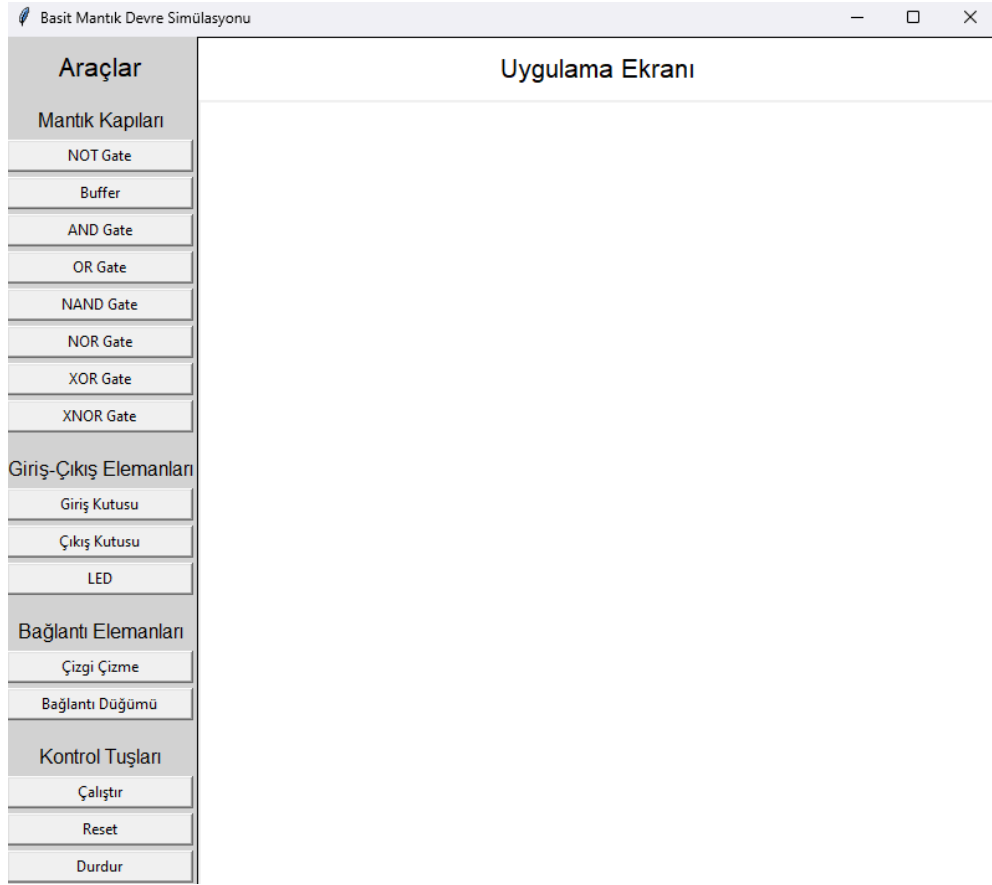 Basit Mantık Devre Simülasyonu
Araçlar
Uygulama Ekranı
Mantık Kapıları
NOT Gate
Buffer
AND Gate
OR Gate
NAND Gate
NOR Gate
XOR Gate
XNOR Gate
Giriş-Çıkış Elemanları
Giriş Kutusu
Çıkış Kutusu
LED
Bağlantı Elemanları
Çizgi Çizme
Bağlantı Düğümü
Kontrol Tuşları
Çalıştır
Reset
Durdur